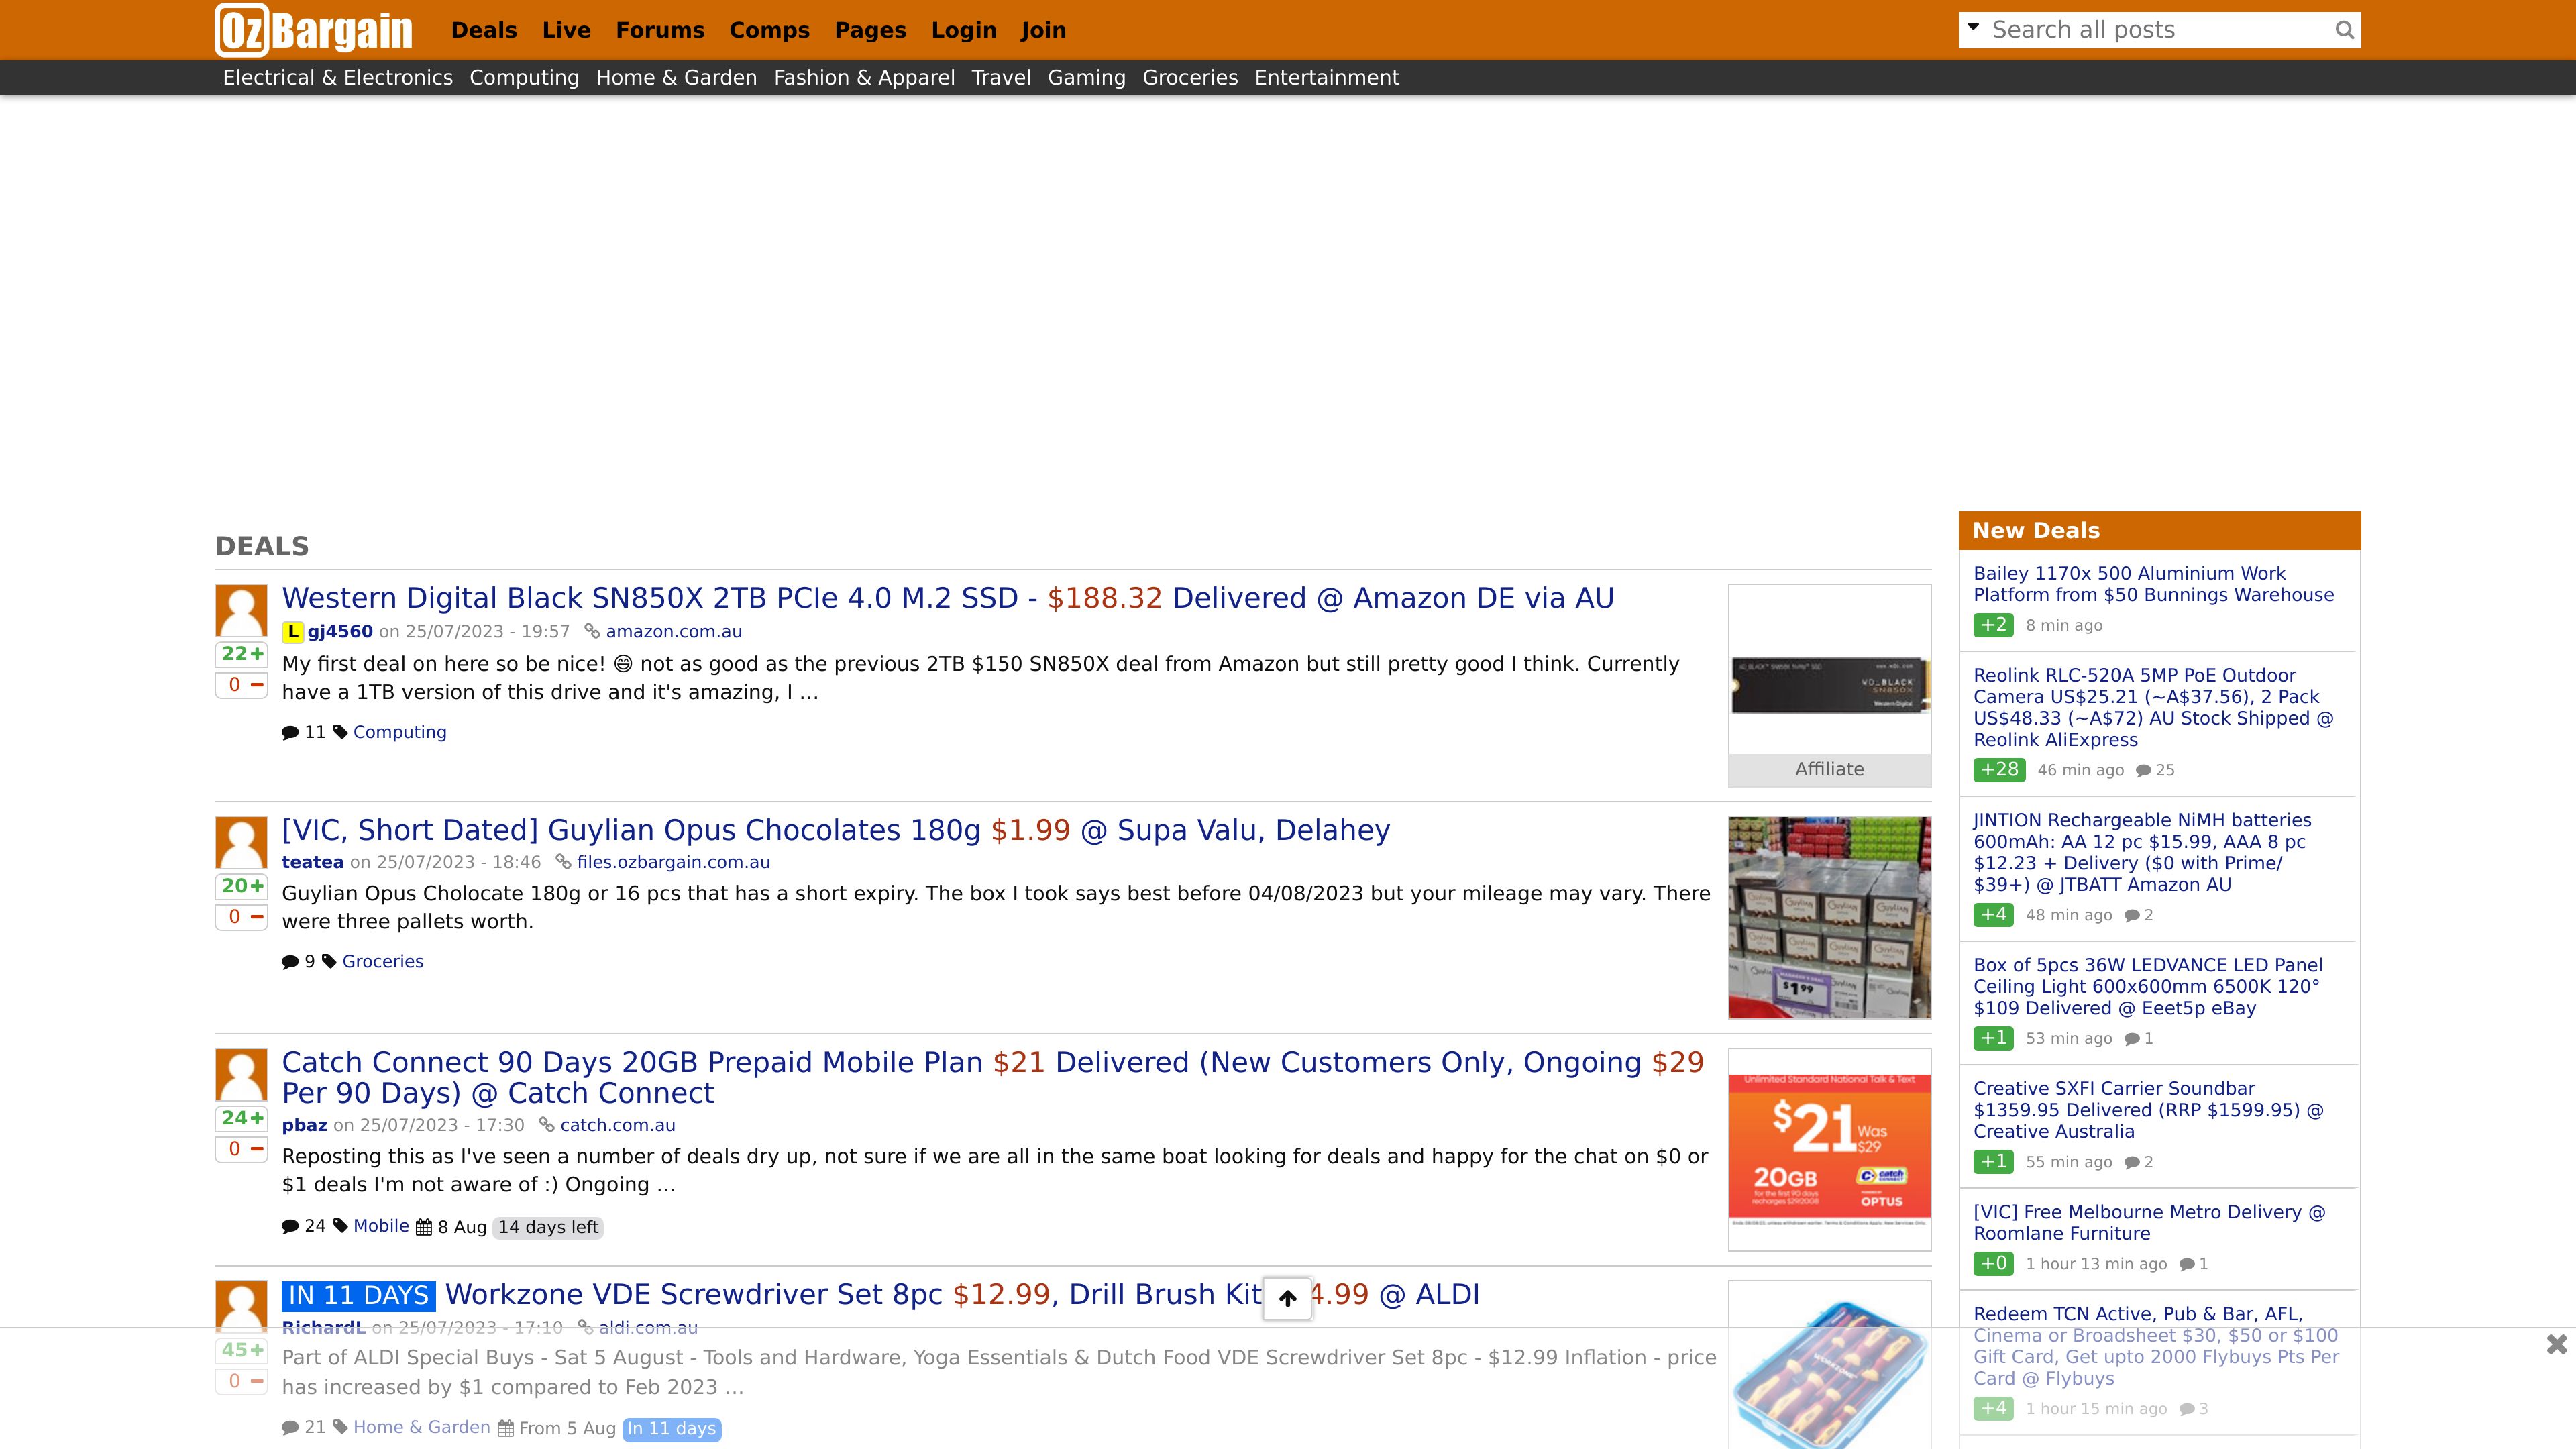 OzBargain
Deals Live Forums Comps Pages Login Join
Search all posts
Electrical & Electronics Computing Home & Garden Fashion & Apparel Travel Gaming Groceries Entertainment
DEALS
Western Digital Black SN850X 2TB PCIe 4.0 M.2 SSD - $188.32 Delivered @ Amazon DE via AU
L gj4560 on 25/07/2023 - 19:57 amazon.com.au
22+
0 −
My first deal on here so be nice! 😄 not as good as the previous 2TB $150 SN850X deal from Amazon but still pretty good I think. Currently
have a 1TB version of this drive and it's amazing, I …
11 Computing
WD_BLACK
SN850X
Western Digital
Affiliate
[VIC, Short Dated] Guylian Opus Chocolates 180g $1.99 @ Supa Valu, Delahey
teatea on 25/07/2023 - 18:46 files.ozbargain.com.au
20+
0 −
Guylian Opus Cholocate 180g or 16 pcs that has a short expiry. The box I took says best before 04/08/2023 but your mileage may vary. There
were three pallets worth.
9 Groceries
Guylian
$1.99
Catch Connect 90 Days 20GB Prepaid Mobile Plan $21 Delivered (New Customers Only, Ongoing $29
Per 90 Days) @ Catch Connect
pbaz on 25/07/2023 - 17:30 catch.com.au
24+
0 −
Reposting this as I've seen a number of deals dry up, not sure if we are all in the same boat looking for deals and happy for the chat on $0 or
$1 deals I'm not aware of :) Ongoing …
24 Mobile 8 Aug 14 days left
Unlimited Standard National Talk & Text
$21 Was
$29
20GB
for the first 90 days
catch
CONNECT
OPTUS
IN 11 DAYS Workzone VDE Screwdriver Set 8pc $12.99, Drill Brush Kit 4.99 @ ALDI
RichardL on 25/07/2023 - 17:10 aldi.com.au
45+
0 −
Part of ALDI Special Buys - Sat 5 August - Tools and Hardware, Yoga Essentials & Dutch Food VDE Screwdriver Set 8pc - $12.99 Inflation - price
has increased by $1 compared to Feb 2023 …
21 Home & Garden From 5 Aug In 11 days
WORKZONE
New Deals
Bailey 1170x 500 Aluminium Work
Platform from $50 Bunnings Warehouse
+2 8 min ago
Reolink RLC-520A 5MP PoE Outdoor
Camera US$25.21 (~A$37.56), 2 Pack
US$48.33 (~A$72) AU Stock Shipped @
Reolink AliExpress
+28 46 min ago 25
JINTION Rechargeable NiMH batteries
600mAh: AA 12 pc $15.99, AAA 8 pc
$12.23 + Delivery ($0 with Prime/
$39+) @ JTBATT Amazon AU
+4 48 min ago 2
Box of 5pcs 36W LEDVANCE LED Panel
Ceiling Light 600x600mm 6500K 120°
$109 Delivered @ Eeet5p eBay
+1 53 min ago 1
Creative SXFI Carrier Soundbar
$1359.95 Delivered (RRP $1599.95) @
Creative Australia
+1 55 min ago 2
[VIC] Free Melbourne Metro Delivery @
Roomlane Furniture
+0 1 hour 13 min ago 1
Redeem TCN Active, Pub & Bar, AFL,
Cinema or Broadsheet $30, $50 or $100
Gift Card, Get upto 2000 Flybuys Pts Per
Card @ Flybuys
+4 1 hour 15 min ago 3